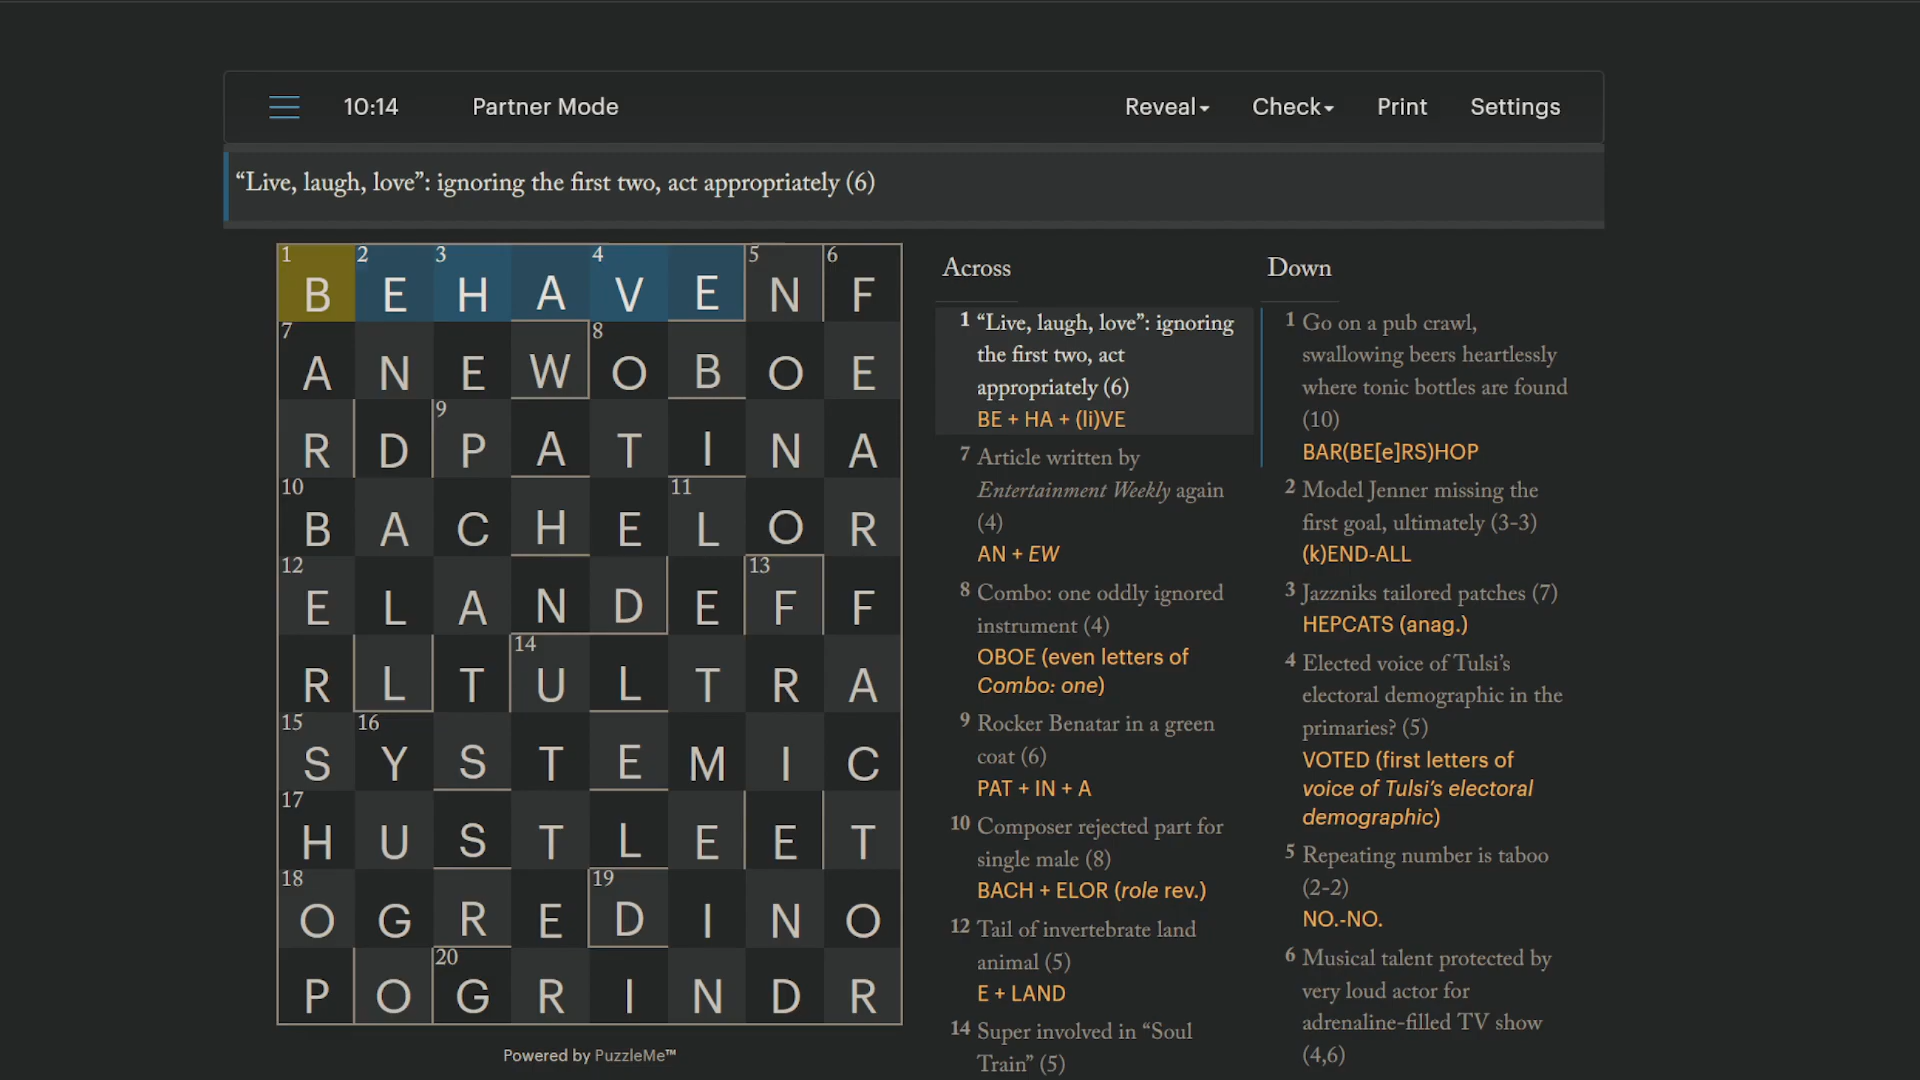 10:14
Partner Mode
Reveal
Check
Print
Settings
“Live, laugh, love”: ignoring the first two, act appropriately (6)
1 B 2 E 3 H A 4 V E 5 N 6 F
7 A N E W 8 O B O E
R D 9 P A T I N A
10 B A C H E 11 L O R
12 E L A N D E 13 F F
R L T 14 U L T R A
15 S 16 Y S T E M I C
17 H U S T L E E T
18 O G R E 19 D I N O
P O 20 G R I N D R
Powered by PuzzleMe™
Across
1 “Live, laugh, love”: ignoring
the first two, act
appropriately (6)
BE + HA + (li)VE
7 Article written by
Entertainment Weekly again
(4)
AN + EW
8 Combo: one oddly ignored
instrument (4)
OBOE (even letters of
Combo: one)
9 Rocker Benatar in a green
coat (6)
PAT + IN + A
10 Composer rejected part for
single male (8)
BACH + ELOR (role rev.)
12 Tail of invertebrate land
animal (5)
E + LAND
14 Super involved in “Soul
Train” (5)
Down
1 Go on a pub crawl,
swallowing beers heartlessly
where tonic bottles are found
(10)
BAR(BE[e]RS)HOP
2 Model Jenner missing the
first goal, ultimately (3-3)
(k)END-ALL
3 Jazzniks tailored patches (7)
HEPCATS (anag.)
4 Elected voice of Tulsi’s
electoral demographic in the
primaries? (5)
VOTED (first letters of
voice of Tulsi’s electoral
demographic)
5 Repeating number is taboo
(2-2)
NO.-NO.
6 Musical talent protected by
very loud actor for
adrenaline-filled TV show
(4,6)